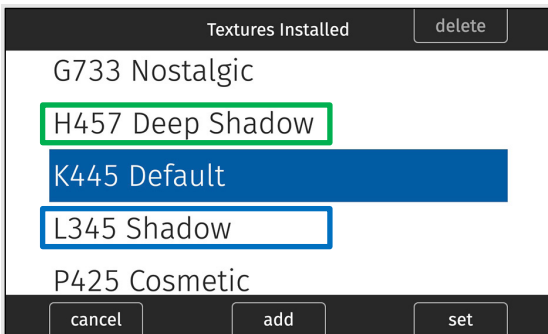 Textures Installed
delete
G733 Nostalgic
H457 Deep Shadow
K445 Default
L345 Shadow
P425 Cosmetic
cancel
add
set